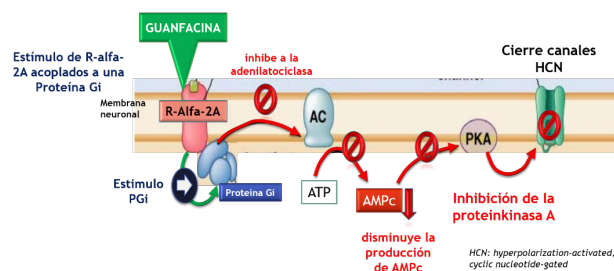 GUANFACINA
Estímulo de R-alfa-
2A acoplados a una
Proteína Gi
inhibe a la
adenilatociclasa
Cierre canales
HCN
Membrana
neuronal
R-Alfa-2A
AC
PKA
Estímulo
PGi
Proteína Gi
ATP
AMPc
Inhibición de la
proteinkinasa A
disminuye la
producción
de AMPc
HCN: hyperpolarization-activated,
cyclic nucleotide-gated